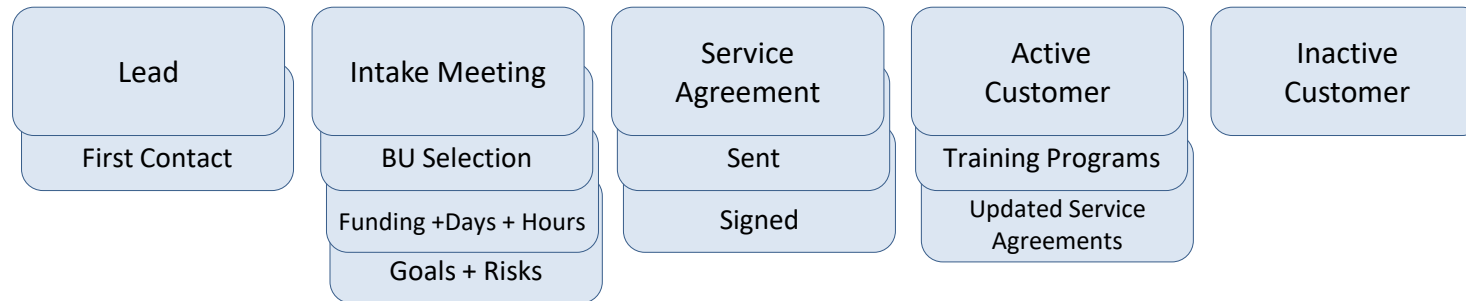 Lead
First Contact
Intake Meeting
BU Selection
Funding +Days + Hours
Goals + Risks
Service
Agreement
Sent
Signed
Active
Customer
Training Programs
Updated Service
Agreements
Inactive
Customer